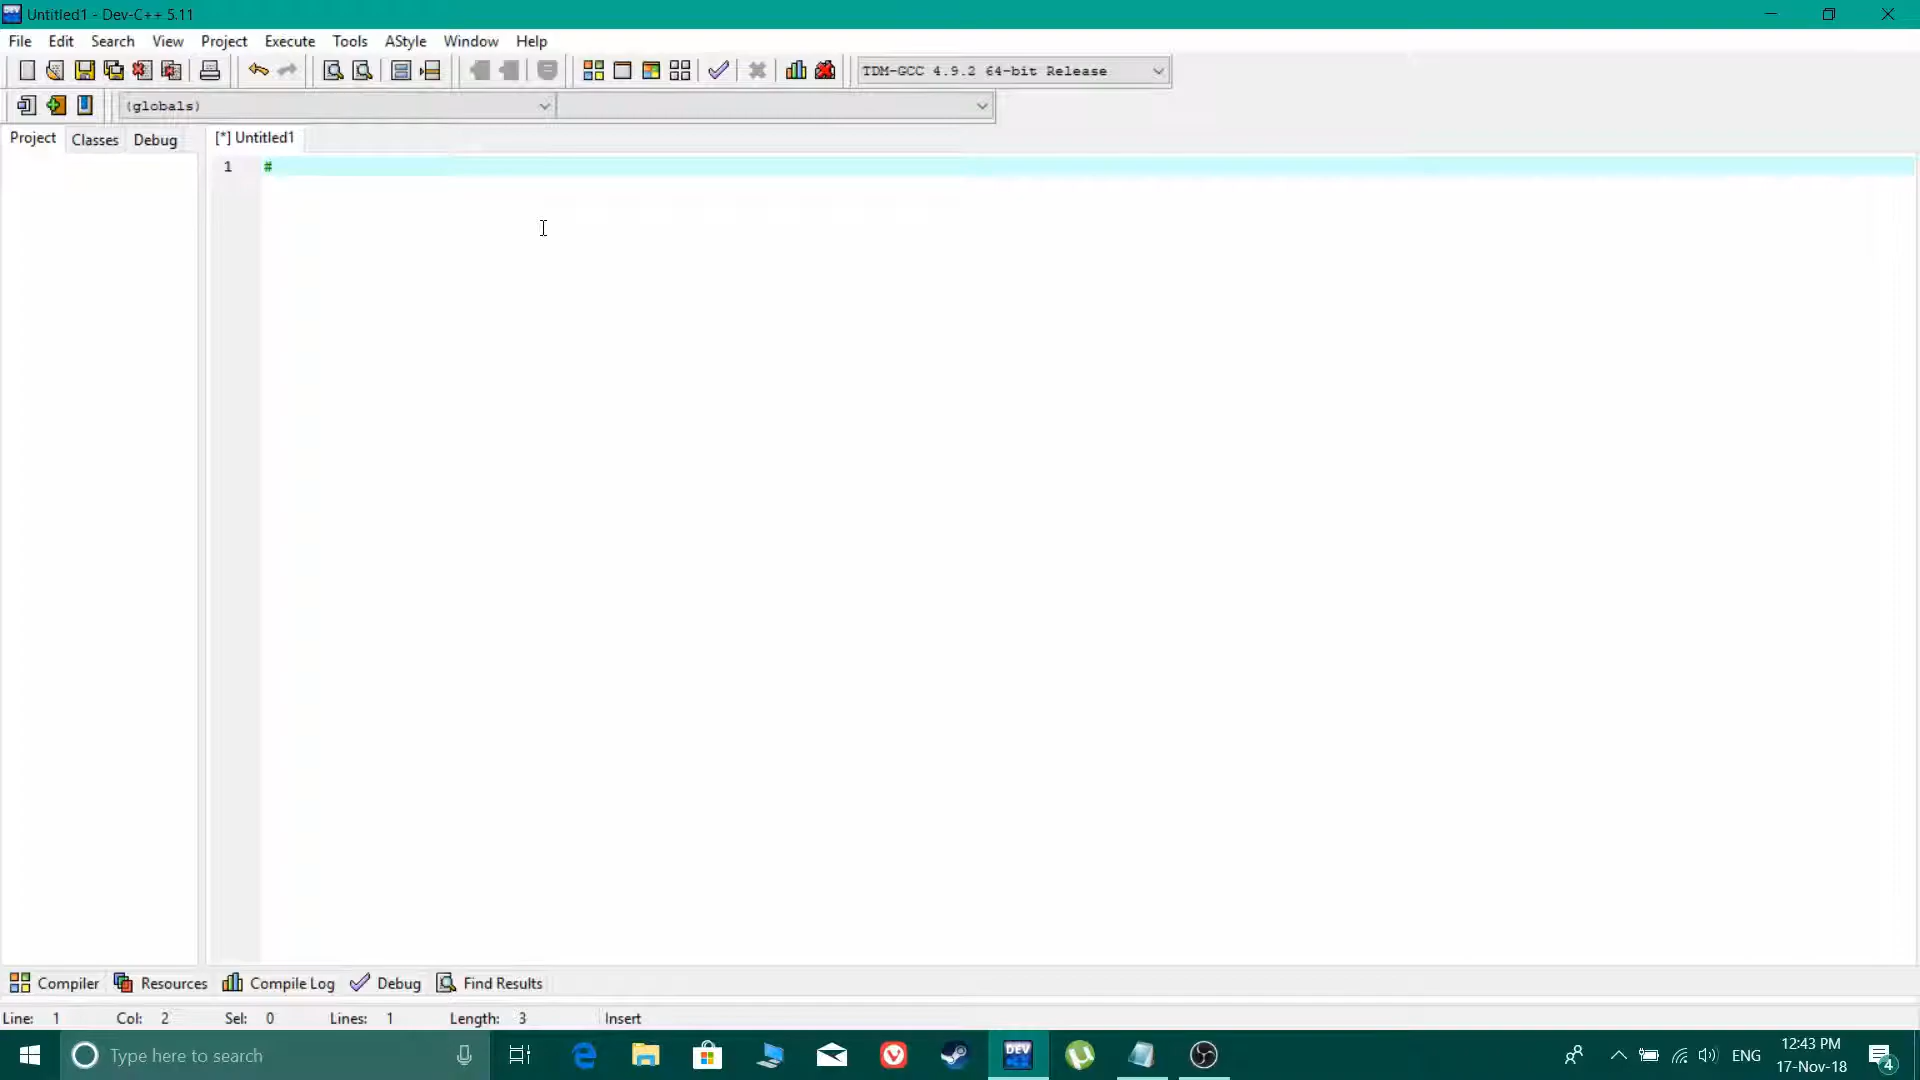 Untitled1 - Dev-C++ 5.11
File Edit Search View Project Execute Tools AStyle Window Help
TDM-GCC 4.9.2 64-bit Release
(globals)
Project Classes Debug [*] Untitled1
1 #
Compiler Resources Compile Log Debug Find Results
Line: 1 Col: 2 Sel: 0 Lines: 1 Length: 3 Insert
Type here to search DEV ENG 12:43 PM
17-Nov-18 4